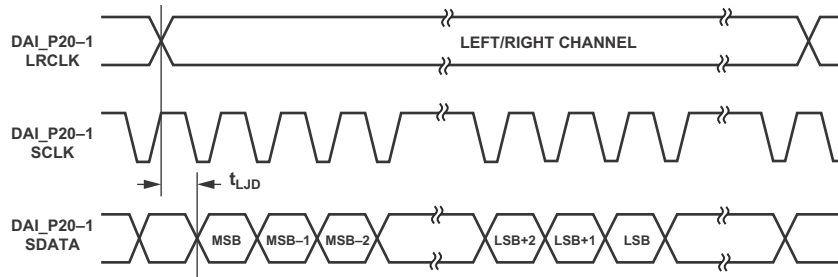 DAI_P20–1
LRCLK
LEFT/RIGHT CHANNEL
DAI_P20–1
SCLK
tLJD
DAI_P20–1
SDATA
MSB
MSB–1
MSB–2
LSB+2
LSB+1
LSB